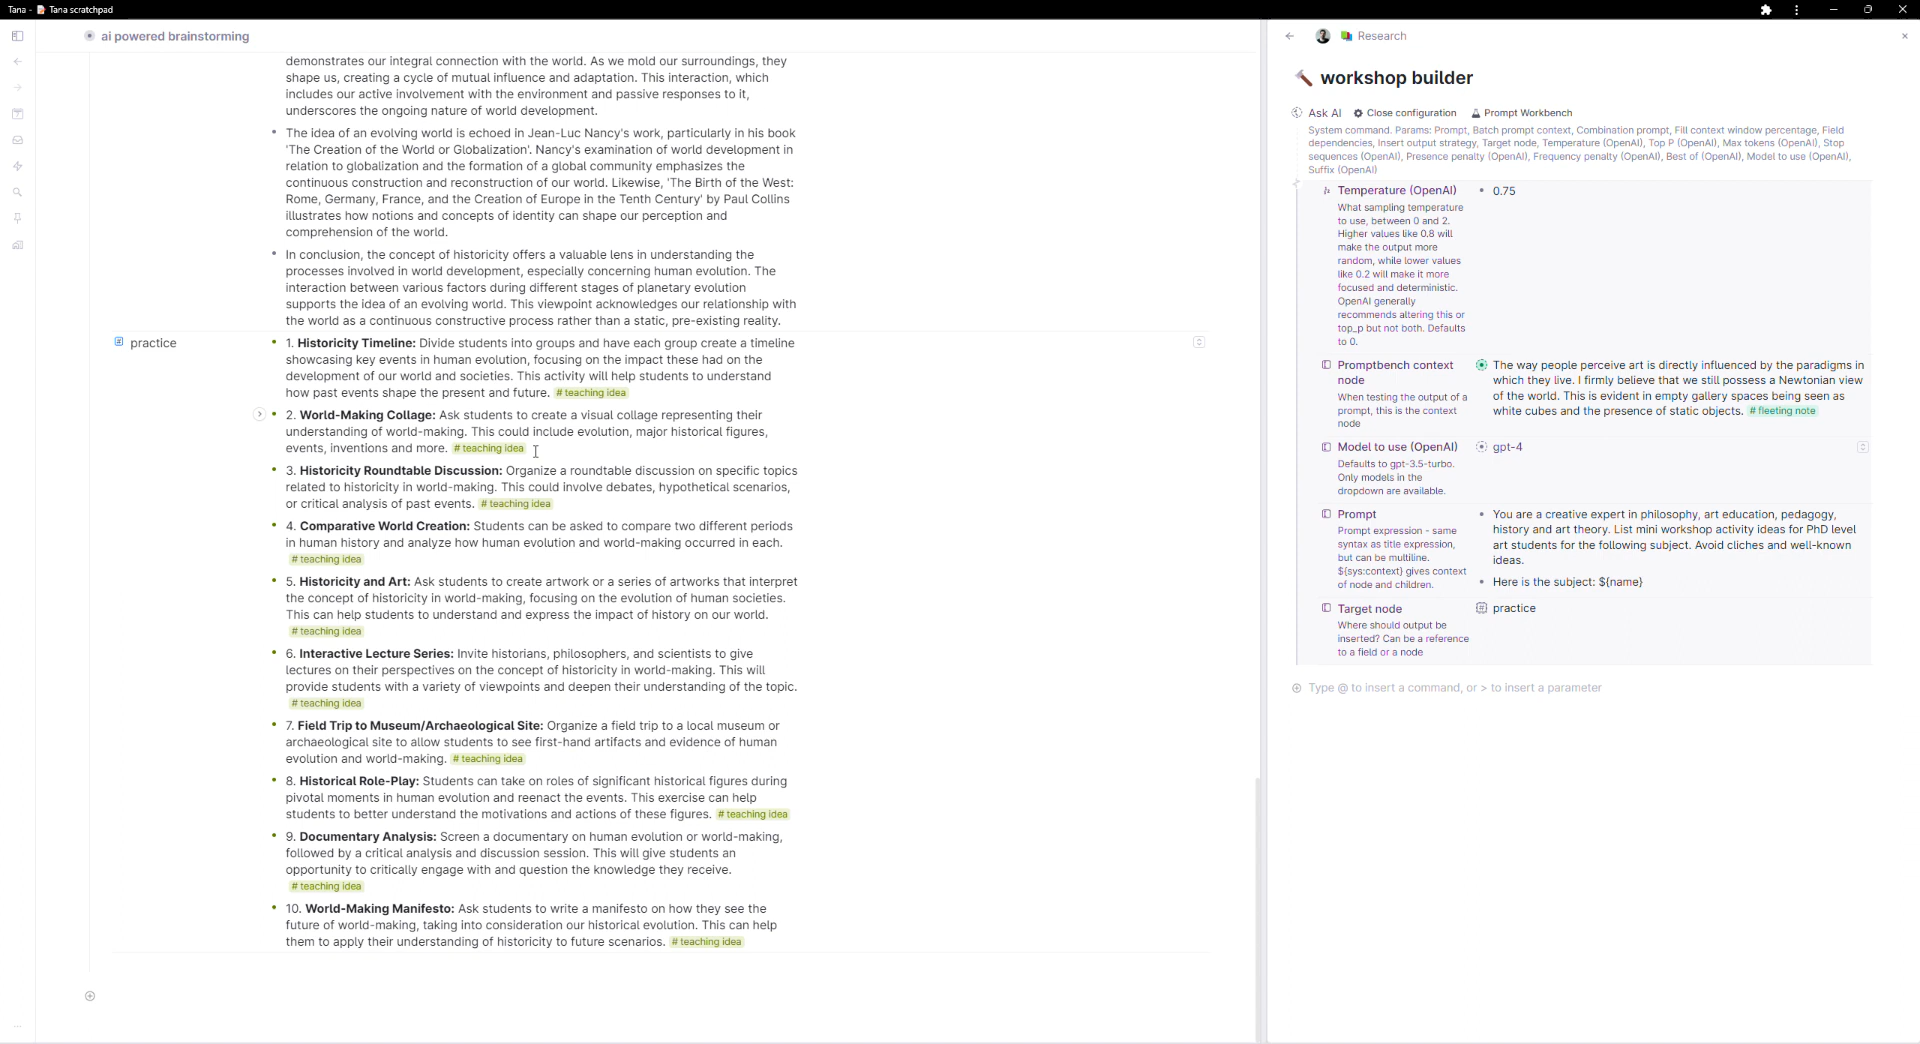 Tana - Tana scratchpad
ai powered brainstorming
demonstrates our integral connection with the world. As we mold our surroundings, they
shape us, creating a cycle of mutual influence and adaptation. This interaction, which
includes our active involvement with the environment and passive responses to it,
underscores the ongoing nature of world development.
The idea of an evolving world is echoed in Jean-Luc Nancy's work, particularly in his book
'The Creation of the World or Globalization'. Nancy's examination of world development in
relation to globalization and the formation of a global community emphasizes the
continuous construction and reconstruction of our world. Likewise, 'The Birth of the West:
Rome, Germany, France, and the Creation of Europe in the Tenth Century' by Paul Collins
illustrates how notions and concepts of identity can shape our perception and
comprehension of the world.
In conclusion, the concept of historicity offers a valuable lens in understanding the
processes involved in world development, especially concerning human evolution. The
interaction between various factors during different stages of planetary evolution
supports the idea of an evolving world. This viewpoint acknowledges our relationship with
the world as a continuous constructive process rather than a static, pre-existing reality.
practice
1. Historicity Timeline: Divide students into groups and have each group create a timeline
showcasing key events in human evolution, focusing on the impact these had on the
development of our world and societies. This activity will help students to understand
how past events shape the present and future. # teaching idea
2. World-Making Collage: Ask students to create a visual collage representing their
understanding of world-making. This could include evolution, major historical figures,
events, inventions and more. # teaching idea
3. Historicity Roundtable Discussion: Organize a roundtable discussion on specific topics
related to historicity in world-making. This could involve debates, hypothetical scenarios,
or critical analysis of past events. # teaching idea
4. Comparative World Creation: Students can be asked to compare two different periods
in human history and analyze how human evolution and world-making occurred in each.
# teaching idea
5. Historicity and Art: Ask students to create artwork or a series of artworks that interpret
the concept of historicity in world-making, focusing on the evolution of human societies.
This can help students to understand and express the impact of history on our world.
# teaching idea
6. Interactive Lecture Series: Invite historians, philosophers, and scientists to give
lectures on their perspectives on the concept of historicity in world-making. This will
provide students with a variety of viewpoints and deepen their understanding of the topic.
# teaching idea
7. Field Trip to Museum/Archaeological Site: Organize a field trip to a local museum or
archaeological site to allow students to see first-hand artifacts and evidence of human
evolution and world-making. # teaching idea
8. Historical Role-Play: Students can take on roles of significant historical figures during
pivotal moments in human evolution and reenact the events. This exercise can help
students to better understand the motivations and actions of these figures. # teaching idea
9. Documentary Analysis: Screen a documentary on human evolution or world-making,
followed by a critical analysis and discussion session. This will give students an
opportunity to critically engage with and question the knowledge they receive.
# teaching idea
10. World-Making Manifesto: Ask students to write a manifesto on how they see the
future of world-making, taking into consideration our historical evolution. This can help
them to apply their understanding of historicity to future scenarios. # teaching idea
Research
workshop builder
Ask AI Close configuration Prompt Workbench
System command. Params: Prompt, Batch prompt context, Combination prompt, Fill context window percentage, Field
dependencies, Insert output strategy, Target node, Temperature (OpenAI), Top P (OpenAI), Max tokens (OpenAI), Stop
sequences (OpenAI), Presence penalty (OpenAI), Frequency penalty (OpenAI), Best of (OpenAI), Model to use (OpenAI),
Suffix (OpenAI)
Temperature (OpenAI) 0.75
What sampling temperature
to use, between 0 and 2.
Higher values like 0.8 will
make the output more
random, while lower values
like 0.2 will make it more
focused and deterministic.
OpenAI generally
recommends altering this or
top_p but not both. Defaults
to 0.
Promptbench context
node
When testing the output of a
prompt, this is the context
node
The way people perceive art is directly influenced by the paradigms in
which they live. I firmly believe that we still possess a Newtonian view
of the world. This is evident in empty gallery spaces being seen as
white cubes and the presence of static objects. # fleeting note
Model to use (OpenAI) gpt-4
Defaults to gpt-3.5-turbo.
Only models in the
dropdown are available.
Prompt
Prompt expression - same
syntax as title expression,
but can be multiline.
${sys:context} gives context
of node and children.
You are a creative expert in philosophy, art education, pedagogy,
history and art theory. List mini workshop activity ideas for PhD level
art students for the following subject. Avoid cliches and well-known
ideas.
Here is the subject: ${name}
Target node practice
Where should output be
inserted? Can be a reference
to a field or a node
Type @ to insert a command, or > to insert a parameter